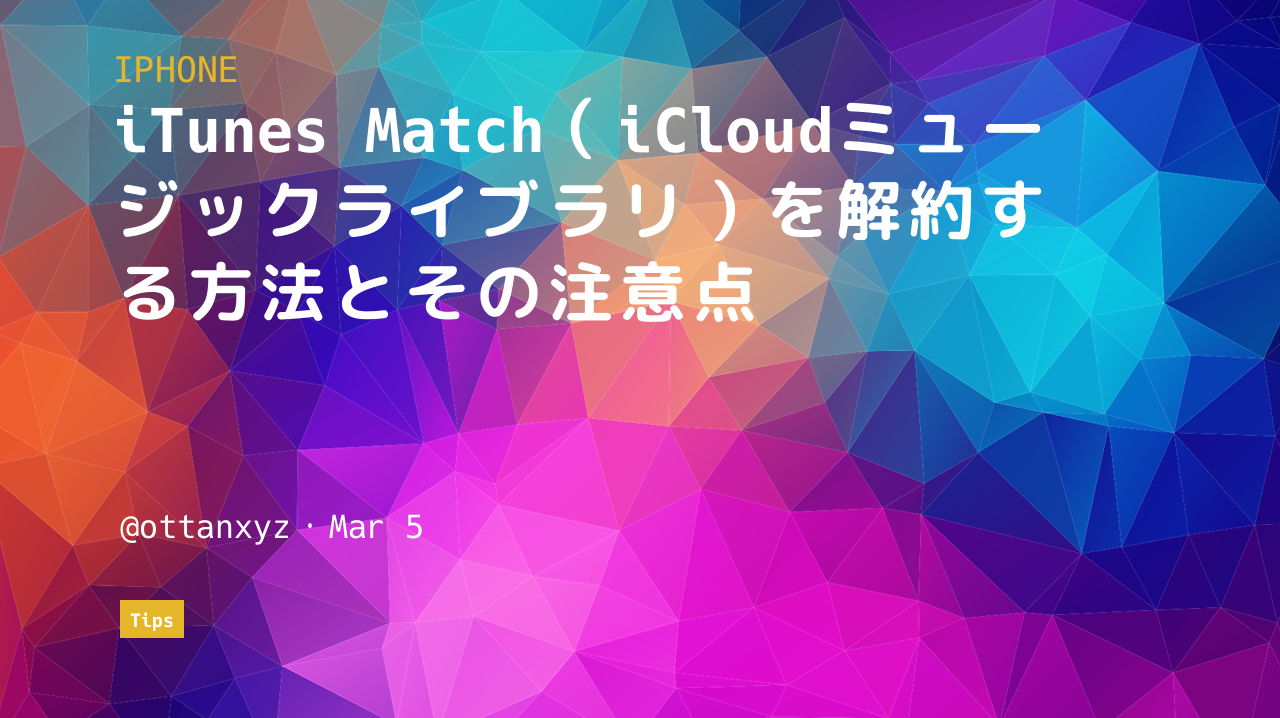 IPHONE
iTunes Match（iCloudミュー
ジックライブラリ）を解約す
る方法とその注意点
@ottanxyz・Mar 5
Tips